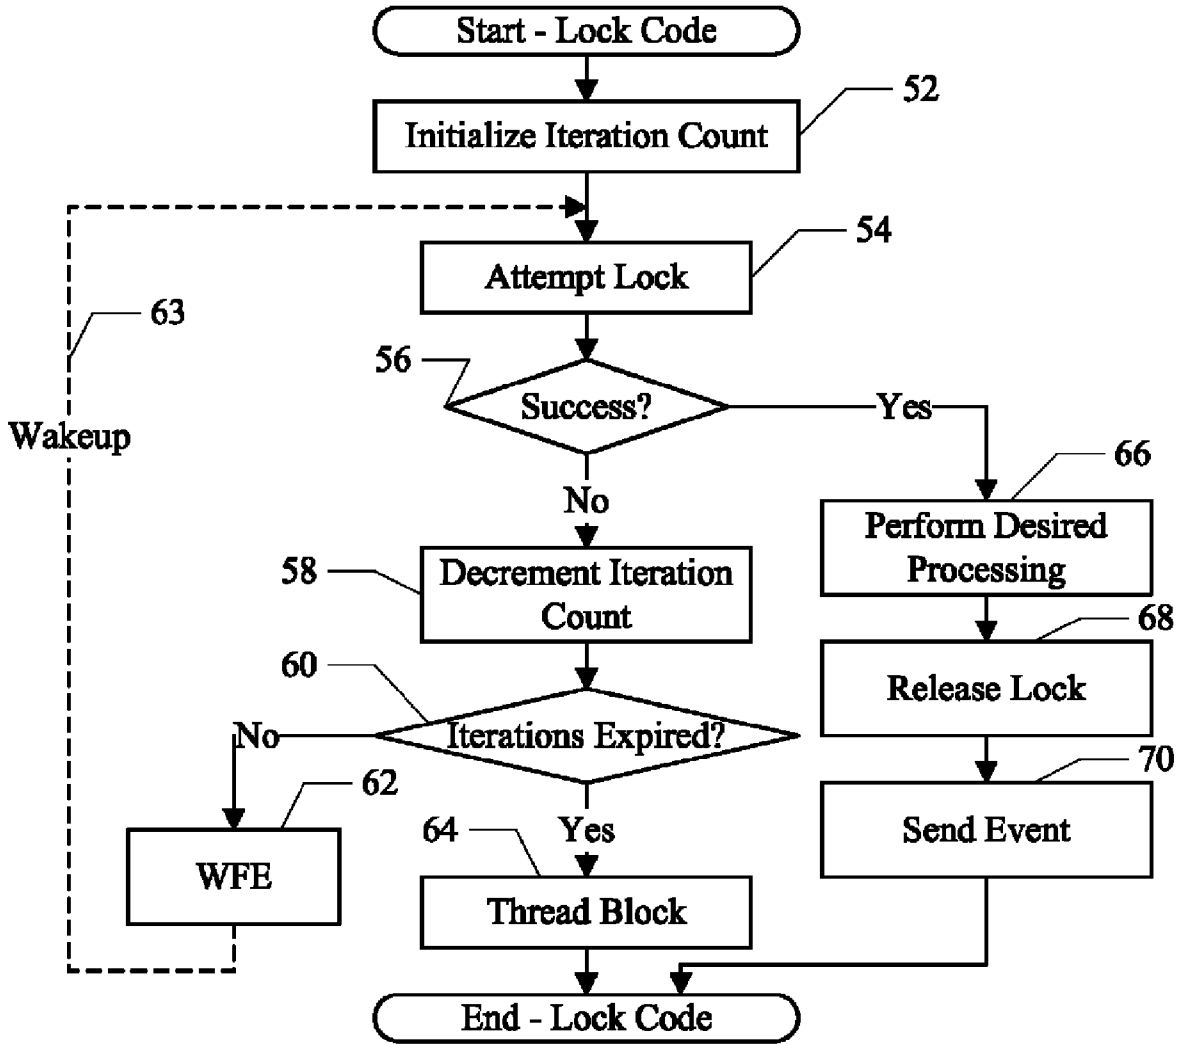 Start - Lock Code
52
Initialize Iteration Count
54
Attempt Lock
63
56
Success?
Yes
Wakeup
66
No
Perform Desired
Processing
58
Decrement Iteration
Count
68
60
Release Lock
Iterations Expired?
No
70
62
64
Yes
Send Event
WFE
Thread Block
End - Lock Code